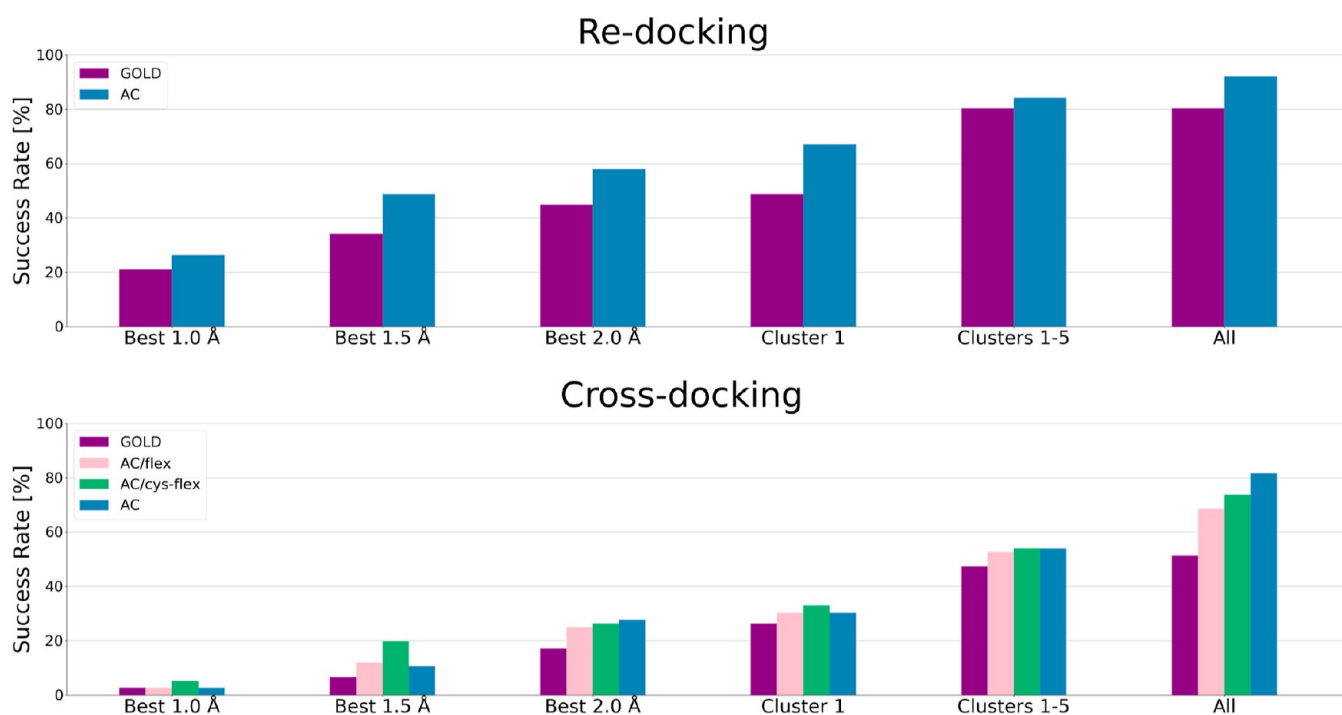 Re-docking
Success Rate [%]
100
80
60
40
20
0
GOLD
AC
Best 1.0 Å
Best 1.5 Å
Best 2.0 Å
Cluster 1
Clusters 1-5
All
Cross-docking
Success Rate [%]
100
80
60
40
20
0
GOLD
AC/flex
AC/cys-flex
AC
Best 1.0 Å
Best 1.5 Å
Best 2.0 Å
Cluster 1
Clusters 1-5
All